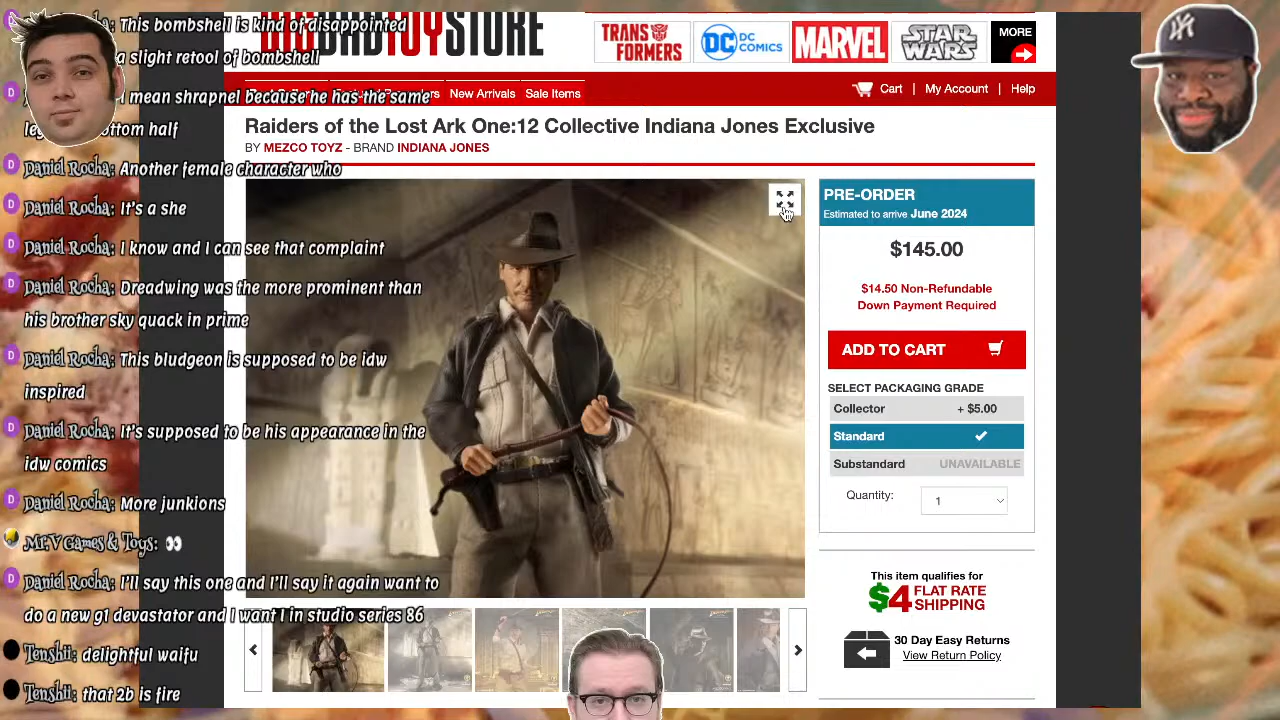 This bombshell is kind of disappointed
a slight retool of bombshell
I mean shrapnel because he has the same
bottom half
Daniel Rocha: Another female character who
Daniel Rocha: It's a she
Daniel Rocha: I know and I can see that complaint
Daniel Rocha: Dreadwing was the more prominent than
his brother sky quack in prime
Daniel Rocha: This bludgeon is supposed to be idw
inspired
Daniel Rocha: It's supposed to be his appearance in the
idw comics
Daniel Rocha: More junkions
Mr.V Games & Toys: 👀
Daniel Rocha: I'll say this one and I'll say it again want to
do a new g1 devastator and I want 1 in studio series 86
Tenshii: delightful waifu
Tenshii: that 2b is fire
BIGBADTOYSTORE
TRANSFORMERS
DC COMICS
MARVEL
STAR WARS
MORE
New Arrivals
Sale Items
Cart | My Account | Help
Raiders of the Lost Ark One:12 Collective Indiana Jones Exclusive
BY MEZCO TOYZ - BRAND INDIANA JONES
PRE-ORDER
Estimated to arrive June 2024
$145.00
$14.50 Non-Refundable
Down Payment Required
ADD TO CART
SELECT PACKAGING GRADE
Collector + $5.00
Standard
Substandard UNAVAILABLE
Quantity: 1
This item qualifies for
$4 FLAT RATE
SHIPPING
30 Day Easy Returns
View Return Policy